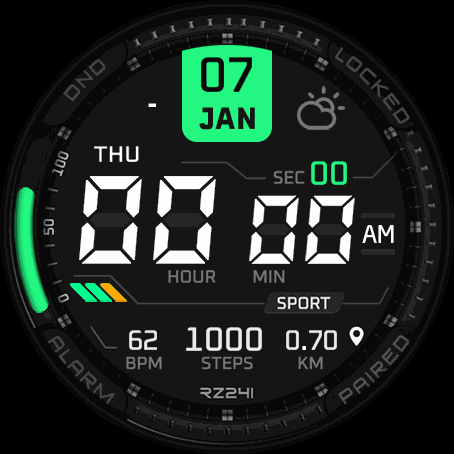 DND
LOCKED
07
JAN
-
THU
SEC 00
00 00 AM
HOUR MIN
100
50
0
SPORT
62 1000 0.70
BPM STEPS KM
ALARM
PAIRED
RZ241